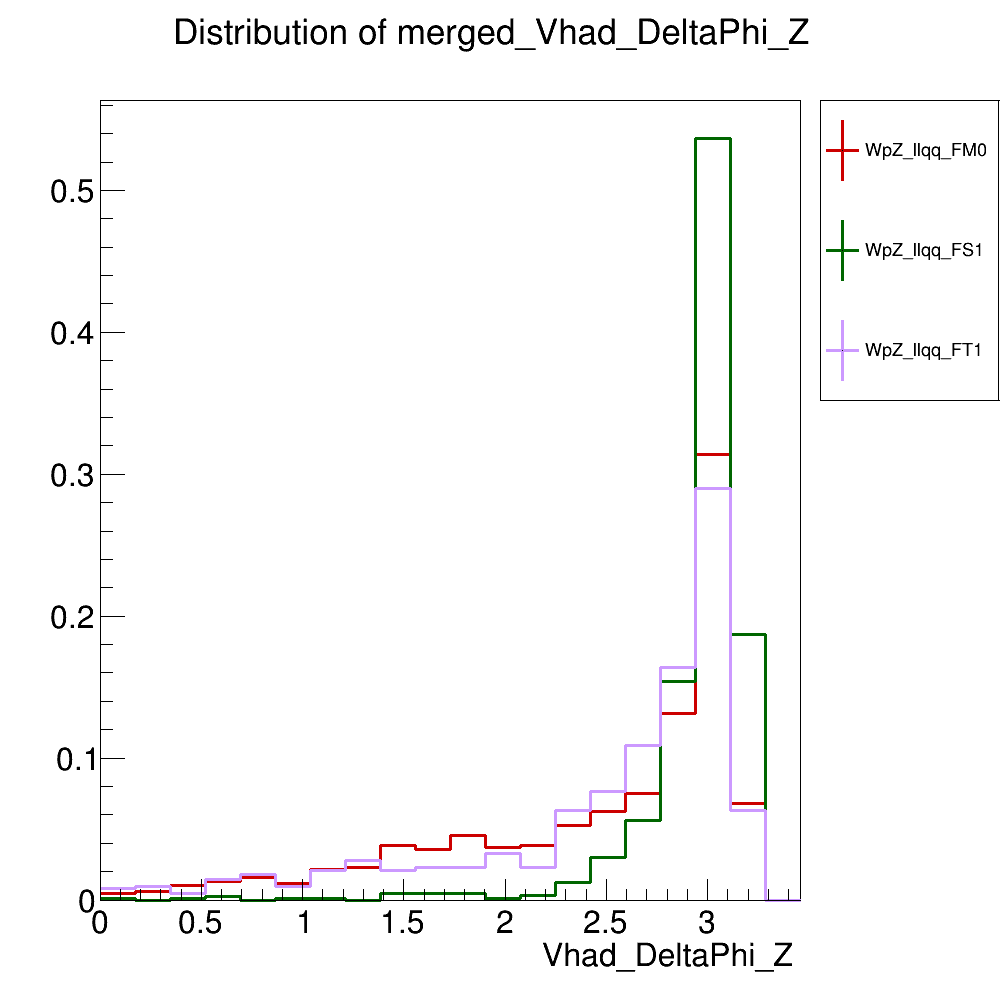 Distribution of merged_Vhad_DeltaPhi_Z
WpZ_llqq_FM0
WpZ_llqq_FS1
WpZ_llqq_FT1
0.5
0.4
0.3
0.2
0.1
0
0 0.5 1 1.5 2 2.5 3
Vhad_DeltaPhi_Z